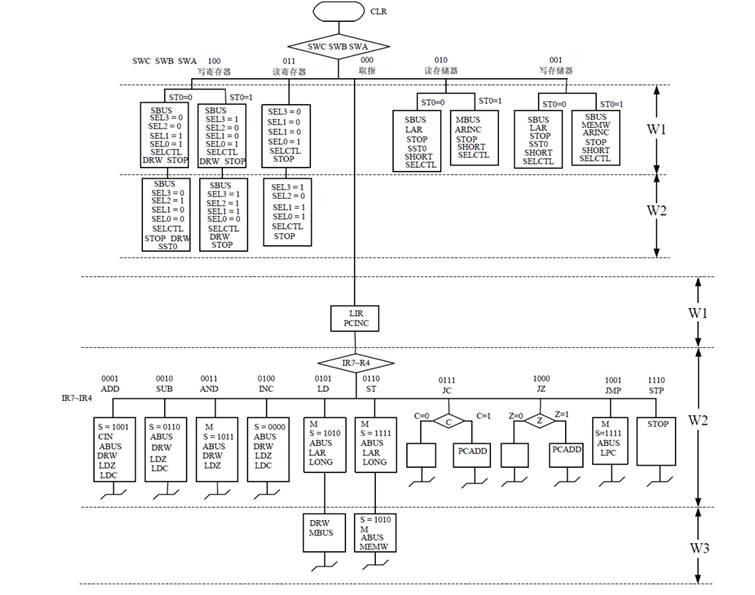 CLR
SWC SWB SWA
SWC SWB SWA
100
写寄存器
011
读寄存器
000
取指
010
读存储器
001
写存储器
ST0=0
SBUS
SEL3 = 0
SEL2 = 0
SEL1 = 1
SEL0 = 1
SELCTL
DRW STOP
ST0=1
SBUS
SEL3 = 1
SEL2 = 0
SEL1 = 0
SEL0 = 1
SELCTL
DRW STOP
SEL3 = 0
SEL1 = 0
SEL1 = 0
SEL0 = 1
SELCTL
STOP
ST0=0
SBUS
LAR
STOP
SST0
SHORT
SELCTL
ST0=1
MBUS
ARINC
STOP
SHORT
SELCTL
ST0=0
SBUS
LAR
STOP
SST0
SHORT
SELCTL
ST0=1
SBUS
MEMW
ARINC
STOP
SHORT
SELCTL
W1
SBUS
SEL3 = 0
SEL2 = 1
SEL1 = 0
SEL0 = 0
SELCTL
STOP DRW
SST0
SBUS
SEL3 = 1
SEL2 = 1
SEL1 = 1
SEL0 = 0
SELCTL
DRW
STOP
SEL3 = 1
SEL2 = 0
SEL1 = 1
SEL0 = 1
SELCTL
STOP
W2
LIR
PCINC
W1
IR7~R4
IR7~IR4
0001
ADD
0010
SUB
0011
AND
0100
INC
0101
LD
0110
ST
0111
JC
1000
JZ
1001
JMP
1110
STP
S = 1001
CIN
ABUS
DRW
LDZ
LDC
S = 0110
ABUS
DRW
LDZ
LDC
M
S = 1011
ABUS
DRW
LDZ
S = 0000
ABUS
DRW
LDZ
LDC
M
S = 1010
ABUS
LAR
LONG
M
S = 1111
ABUS
LAR
LONG
C=0
C
C=1
PCADD
Z=0
Z
Z=1
PCADD
M
S=1111
ABUS
LPC
STOP
W2
DRW
MBUS
S = 1010
M
ABUS
MEMW
W3